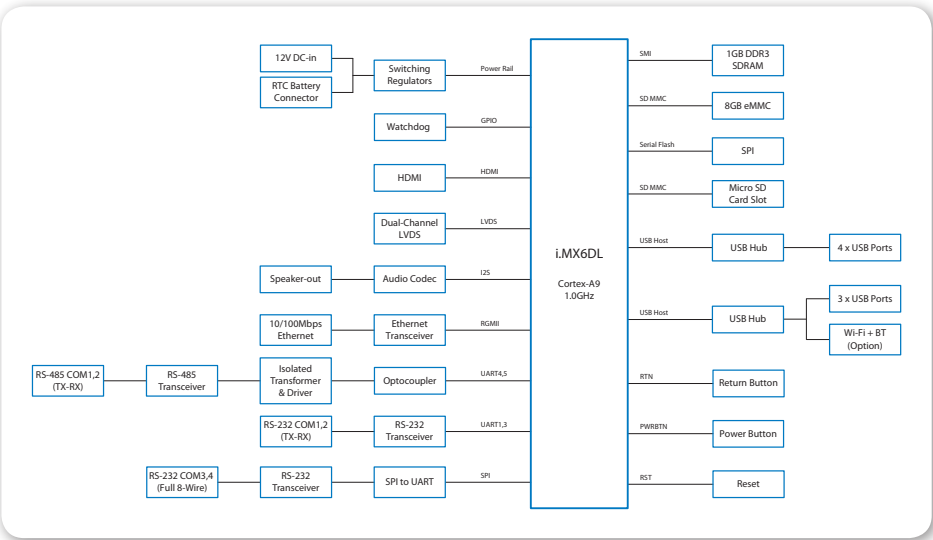 12V DC-in
RTC Battery
Connector
Switching
Regulators
Power Rail
Watchdog
GPIO
HDMI
HDMI
Dual-Channel
LVDS
LVDS
Speaker-out
Audio Codec
I2S
10/100Mbps
Ethernet
Ethernet
Transceiver
RGMII
RS-485 COM1,2
(TX-RX)
RS-485
Transceiver
Isolated
Transformer
& Driver
Optocoupler
UART4,5
RS-232 COM1,2
(TX-RX)
RS-232
Transceiver
UART1,3
RS-232 COM3,4
(Full 8-Wire)
RS-232
Transceiver
SPI to UART
SPI
i.MX6DL
Cortex-A9
1.0GHz
SMI
1GB DDR3
SDRAM
SD MMC
8GB eMMC
Serial Flash
SPI
SD MMC
Micro SD
Card Slot
USB Host
USB Hub
4 x USB Ports
USB Host
USB Hub
3 x USB Ports
Wi-Fi + BT
(Option)
RTN
Return Button
PWRBTN
Power Button
RST
Reset